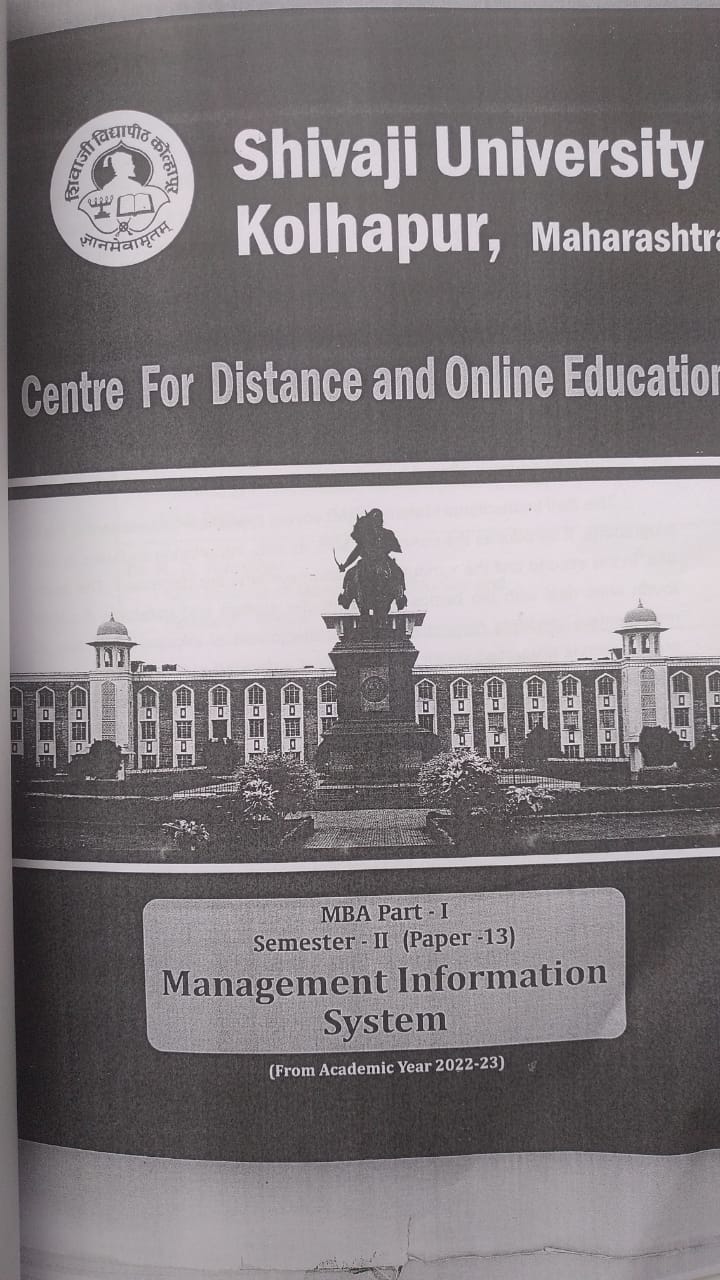 शिवाजी विद्यापीठ कोल्हापूर
ज्ञानमेवामृतम्
Shivaji University
Kolhapur, Maharashtra
Centre For Distance and Online Education
MBA Part - I
Semester - II (Paper -13)
Management Information
System
(From Academic Year 2022-23)